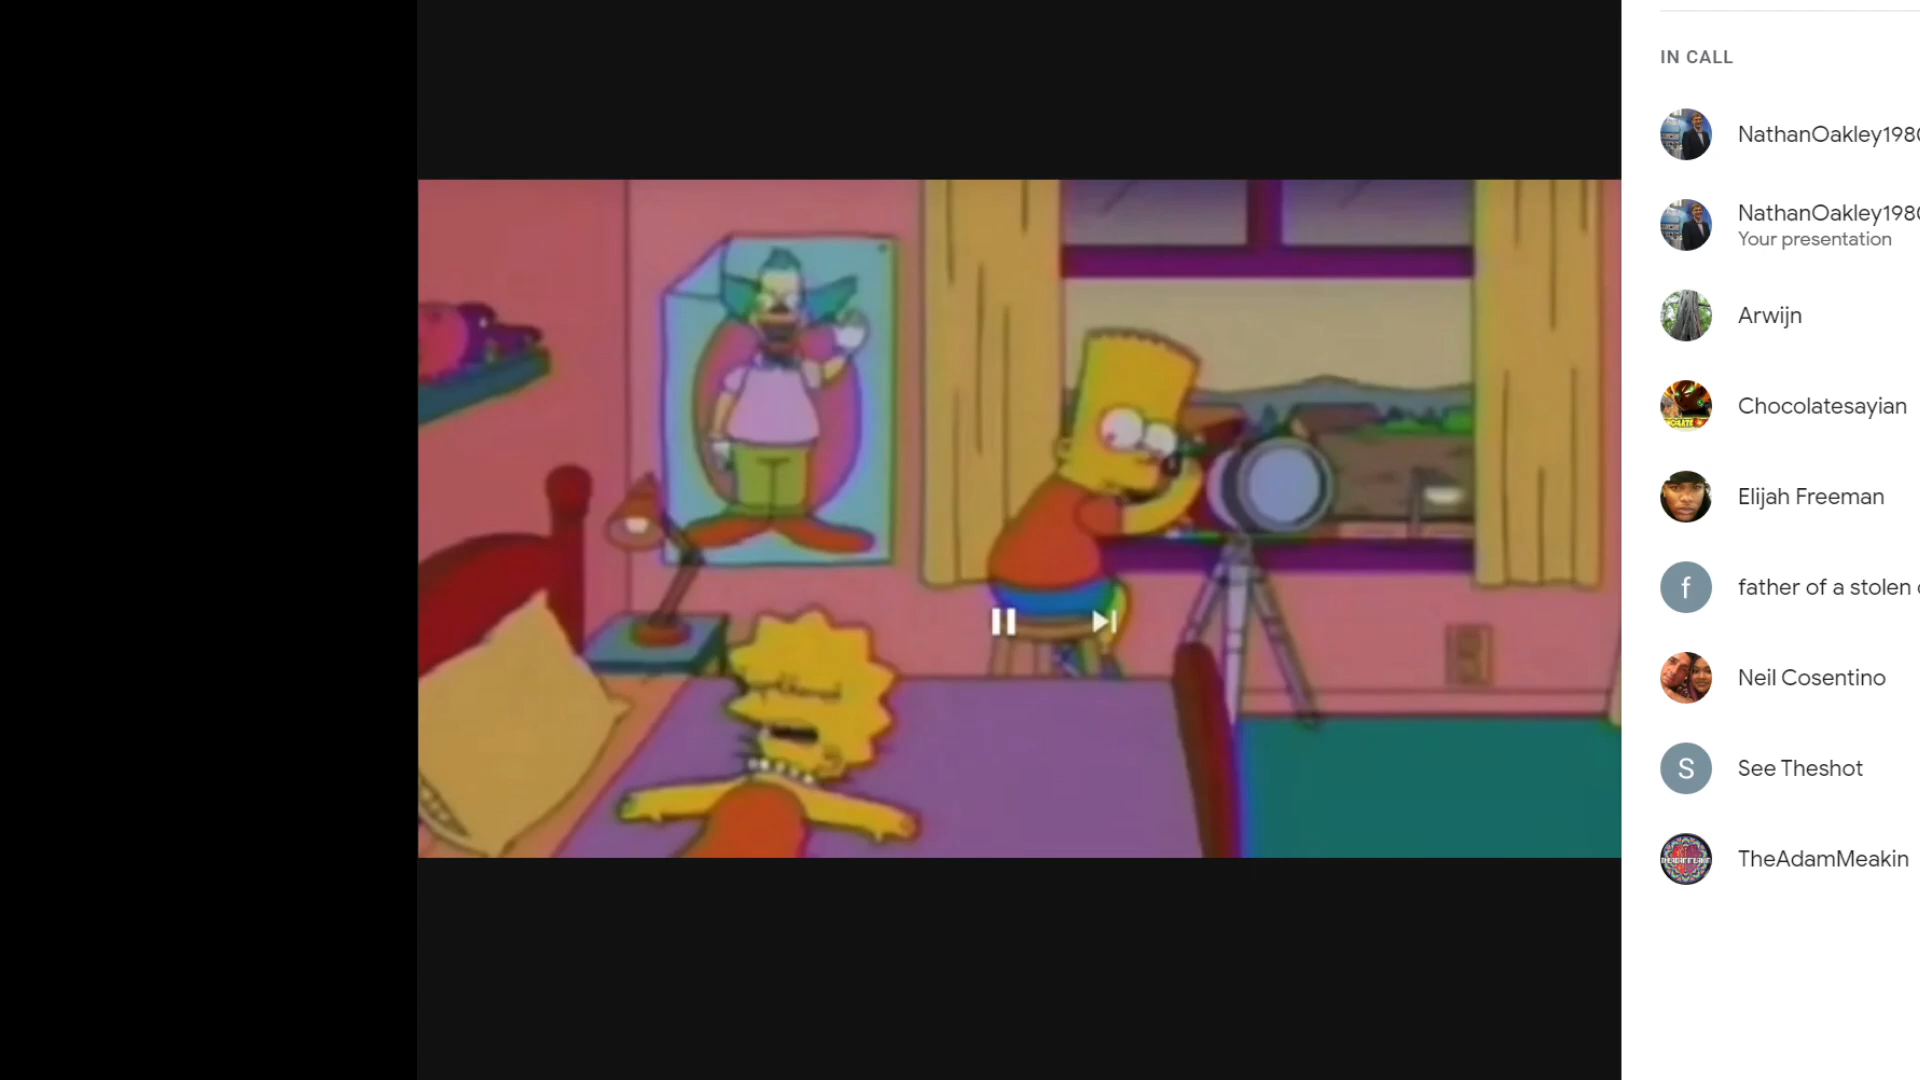 IN CALL
NathanOakley198
NathanOakley198
Your presentation
Arwijn
Chocolatesayian
Elijah Freeman
f
father of a stolen
Neil Cosentino
S
See Theshot
TheAdamMeakin